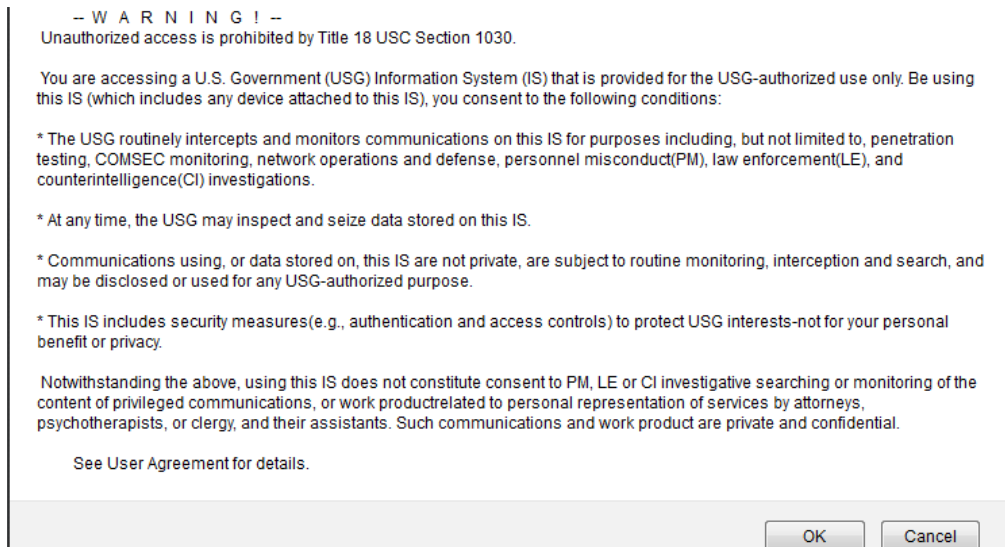 -- W A R N I N G ! --
Unauthorized access is prohibited by Title 18 USC Section 1030.
You are accessing a U.S. Government (USG) Information System (IS) that is provided for the USG-authorized use only. Be using
this IS (which includes any device attached to this IS), you consent to the following conditions:
* The USG routinely intercepts and monitors communications on this IS for purposes including, but not limited to, penetration
testing, COMSEC monitoring, network operations and defense, personnel misconduct(PM), law enforcement(LE), and
counterintelligence(CI) investigations.
* At any time, the USG may inspect and seize data stored on this IS.
* Communications using, or data stored on, this IS are not private, are subject to routine monitoring, interception and search, and
may be disclosed or used for any USG-authorized purpose.
* This IS includes security measures(e.g., authentication and access controls) to protect USG interests-not for your personal
benefit or privacy.
Notwithstanding the above, using this IS does not constitute consent to PM, LE or CI investigative searching or monitoring of the
content of privileged communications, or work productrelated to personal representation of services by attorneys,
psychotherapists, or clergy, and their assistants. Such communications and work product are private and confidential.
See User Agreement for details.
OK Cancel